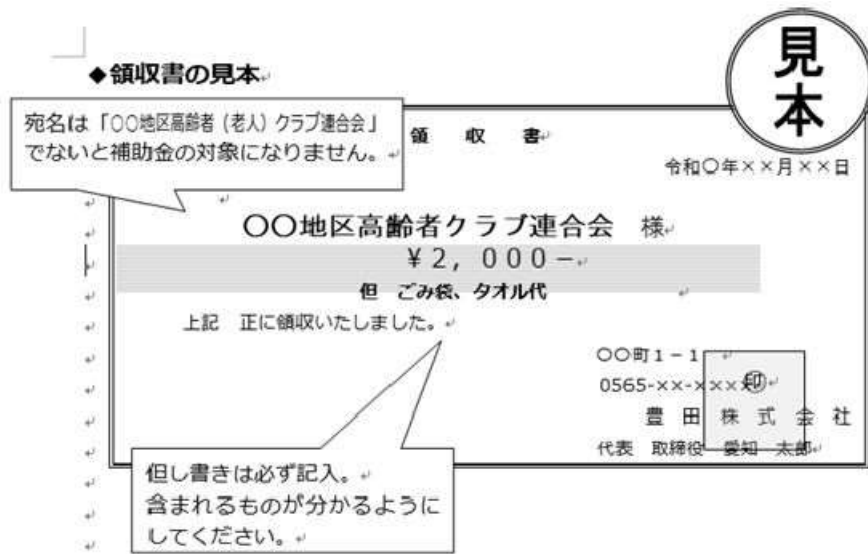 ◆領収書の見本
見本
宛名は「〇〇地区高齢者（老人）クラブ連合会」
でないと補助金の対象になりません。
領　収　書
令和〇年××月××日
〇〇地区高齢者クラブ連合会　様
￥2，000－
但　ごみ袋、タオル代
上記　正に領収いたしました。
〇〇町1－1
0565-××-××××
㊞
豊　田　株　式　会　社
代表　取締役　愛知　太郎
但し書きは必ず記入。
含まれるものが分かるように
してください。